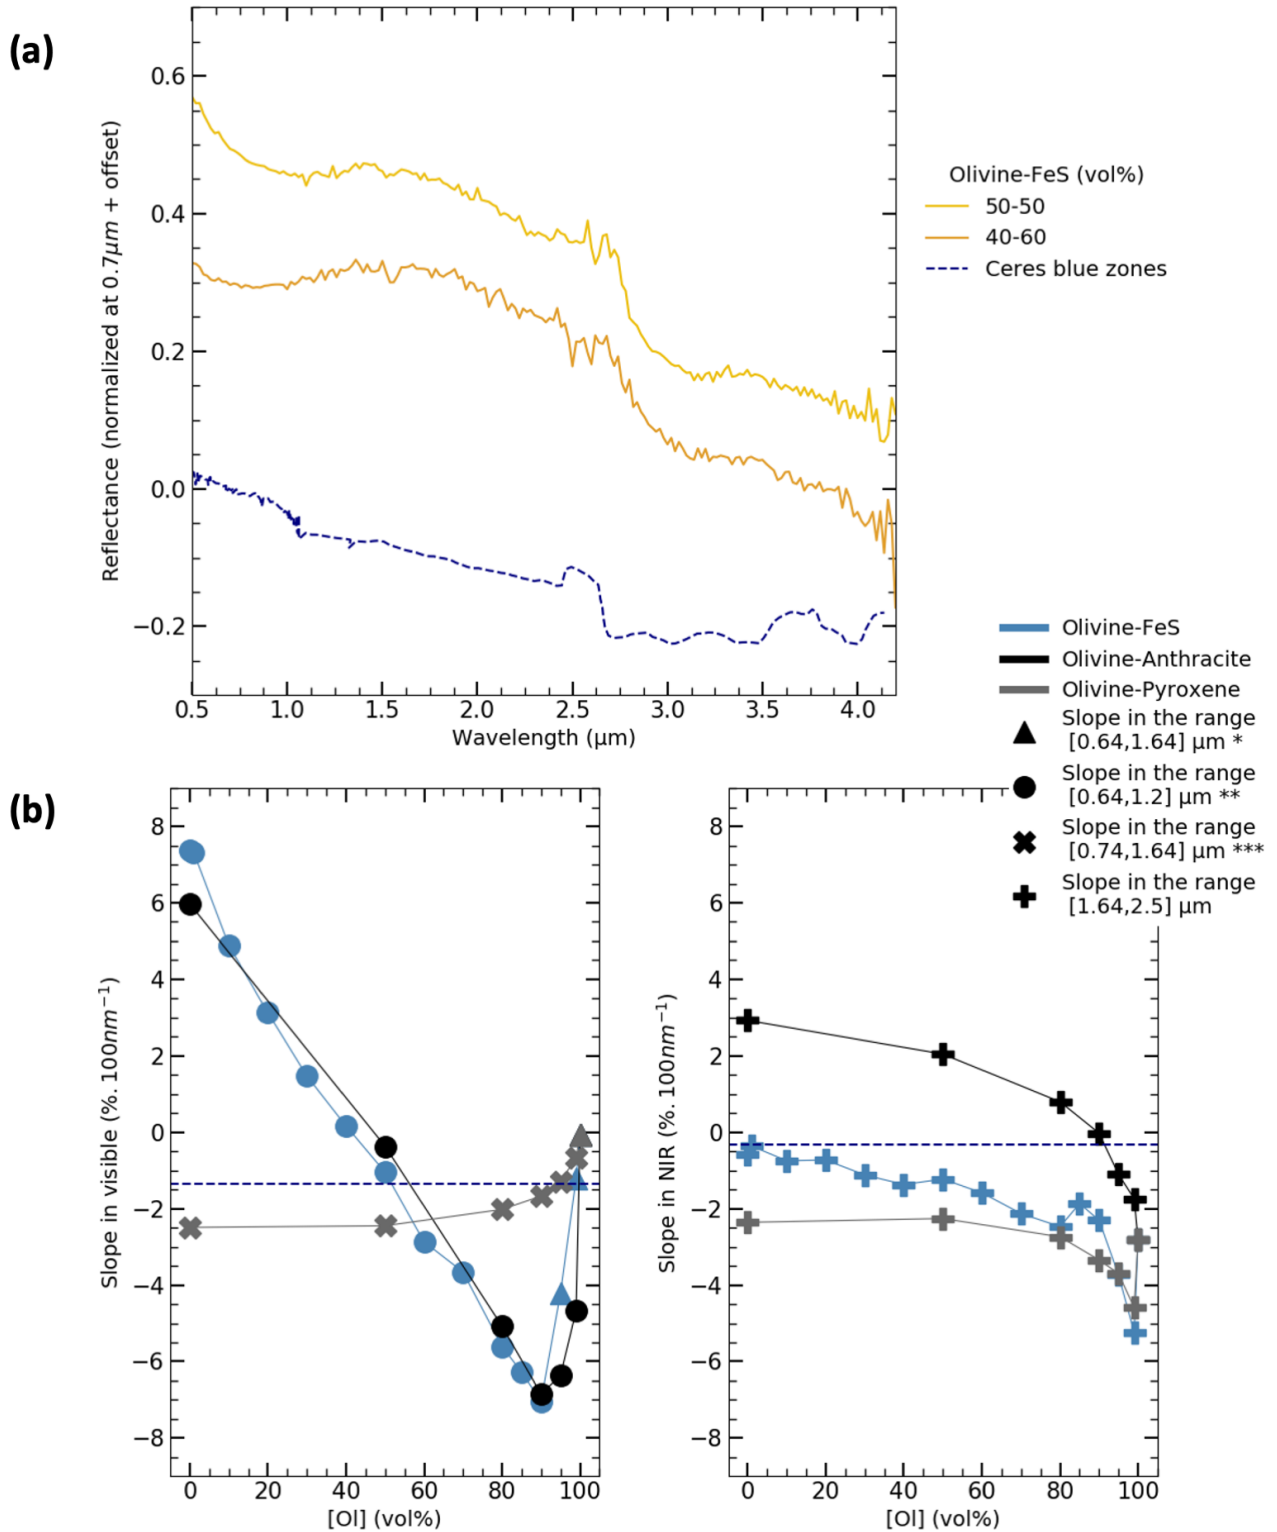 (a)
0.6
0.4
0.2
0.0
−0.2
Reflectance (normalized at 0.7μm + offset)
0.5 1.0 1.5 2.0 2.5 3.0 3.5 4.0
Wavelength (μm)
Olivine-FeS (vol%)
50-50
40-60
Ceres blue zones
Olivine-FeS
Olivine-Anthracite
Olivine-Pyroxene
Slope in the range
[0.64,1.64] μm *
Slope in the range
[0.64,1.2] μm **
Slope in the range
[0.74,1.64] μm ***
Slope in the range
[1.64,2.5] μm
(b)
8
6
4
2
0
−2
−4
−6
−8
Slope in visible (%. 100nm⁻¹)
0 20 40 60 80 100
[Ol] (vol%)
8
6
4
2
0
−2
−4
−6
−8
Slope in NIR (%. 100nm⁻¹)
0 20 40 60 80 100
[Ol] (vol%)